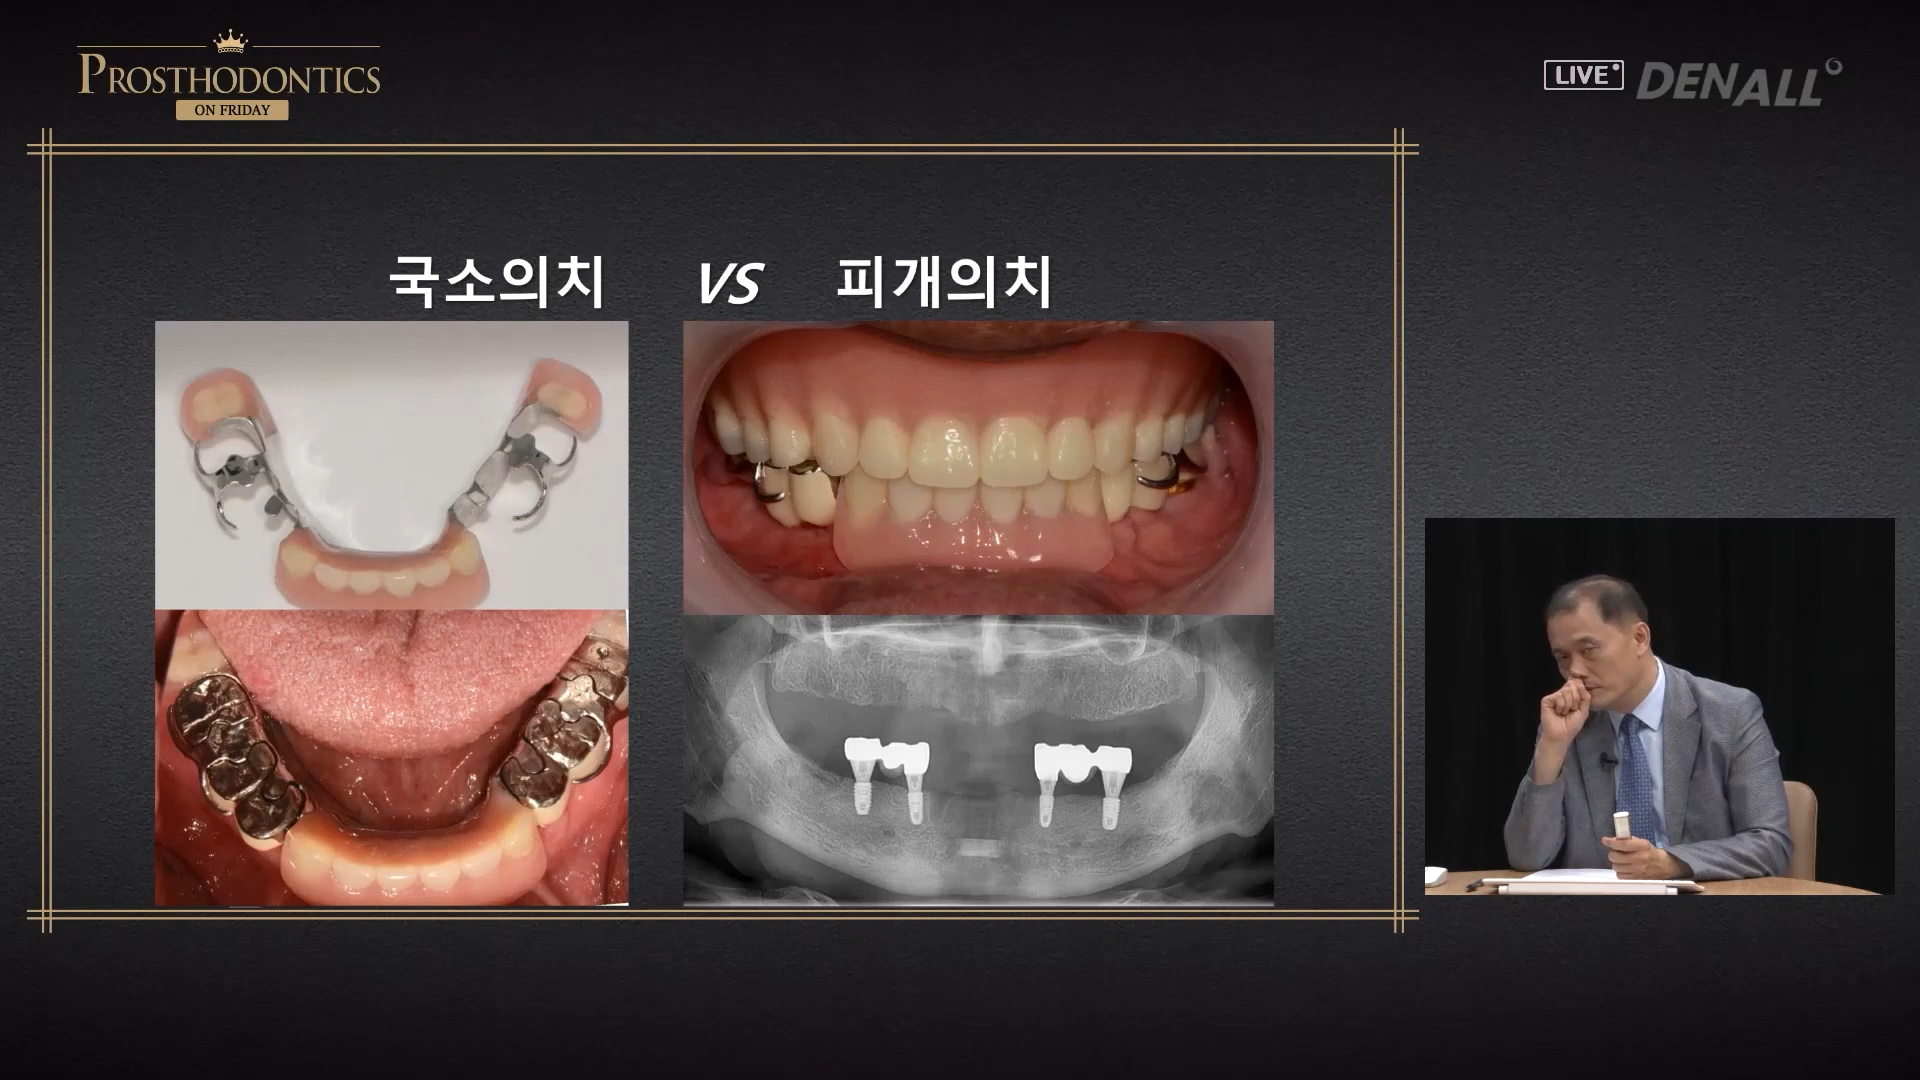 PROSTHODONTICS
ON FRIDAY
LIVE
DENALL
국소의치 VS 피개의치